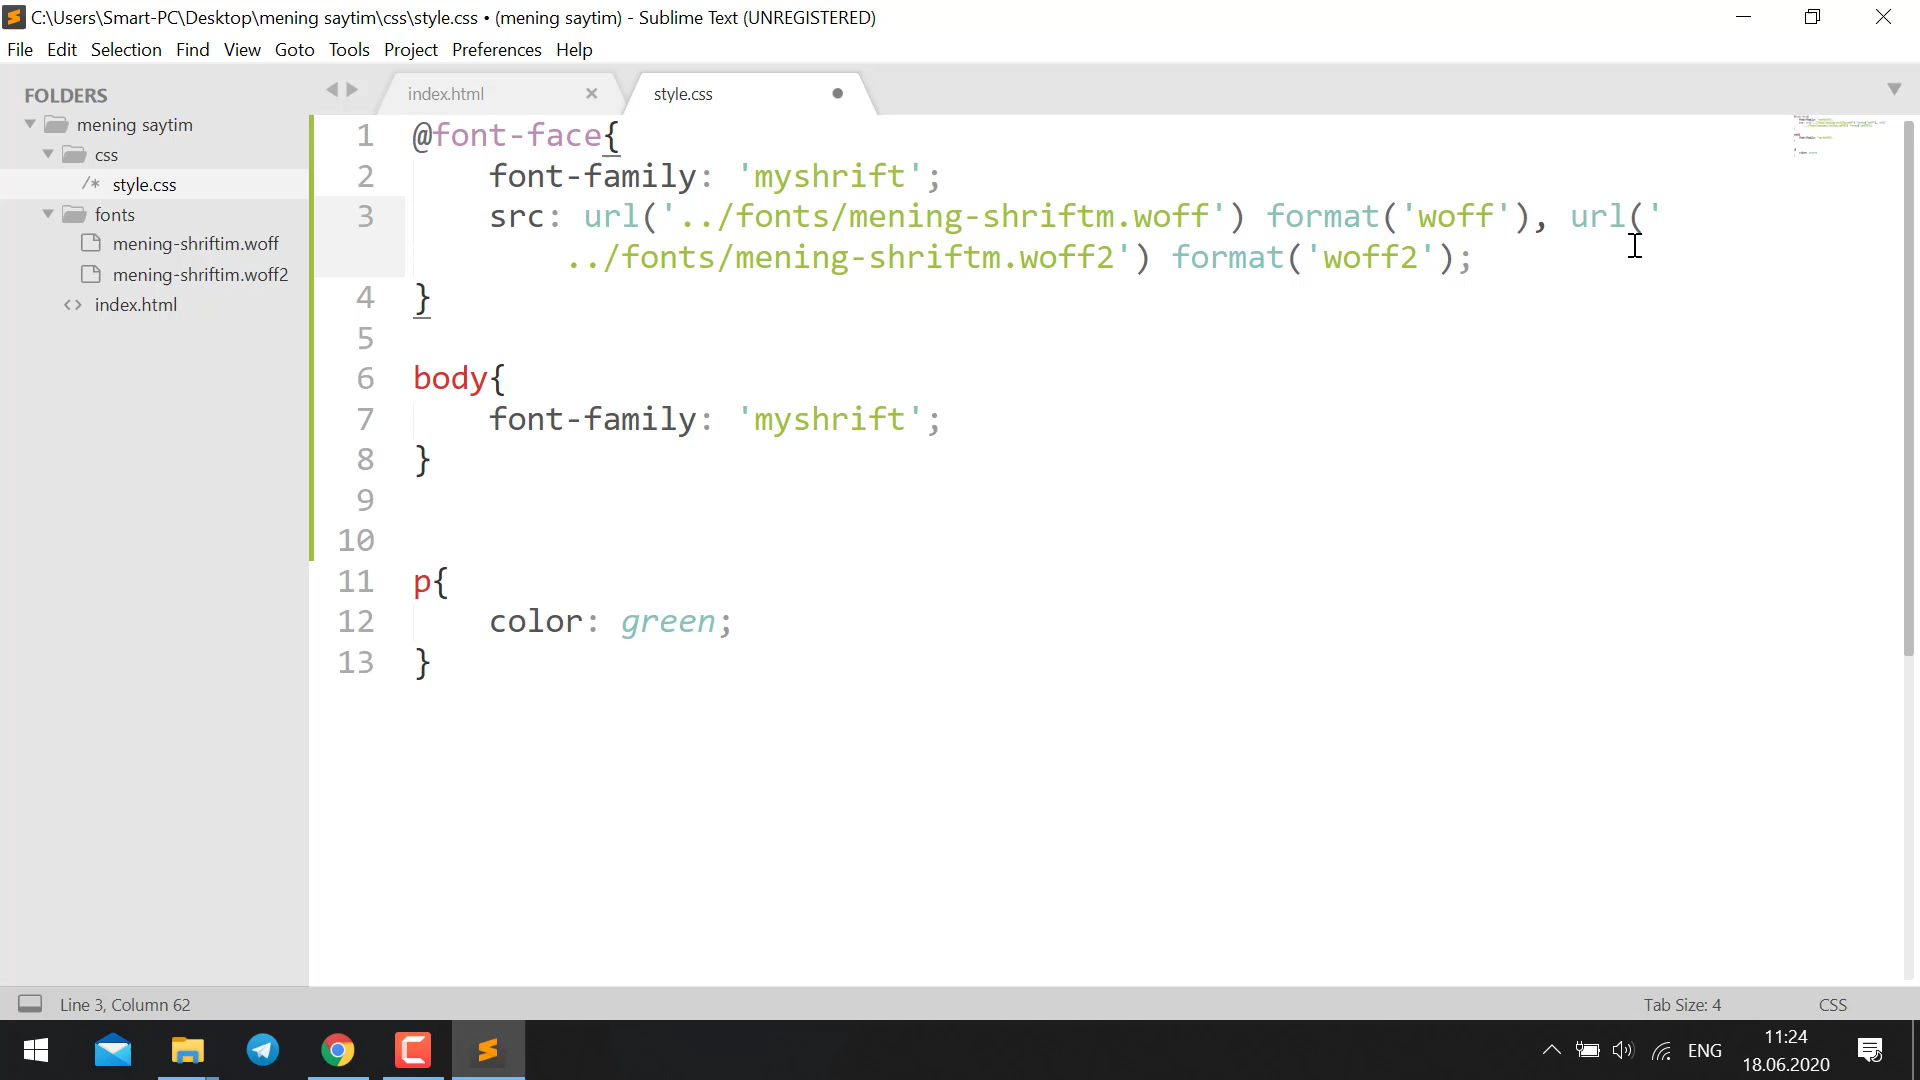 C:\Users\Smart-PC\Desktop\mening saytim\css\style.css • (mening saytim) - Sublime Text (UNREGISTERED)
File Edit Selection Find View Goto Tools Project Preferences Help
FOLDERS
mening saytim
css
/* style.css
fonts
mening-shriftim.woff
mening-shriftim.woff2
<> index.html
index.html style.css
1 @font-face{
2 font-family: 'myshrift';
3 src: url('../fonts/mening-shriftm.woff') format('woff'), url('
../fonts/mening-shriftm.woff2') format('woff2');
4 }
5
6 body{
7 font-family: 'myshrift';
8 }
9
10
11 p{
12 color: green;
13 }
Line 3, Column 62 Tab Size: 4 CSS
ENG 11:24
18.06.2020